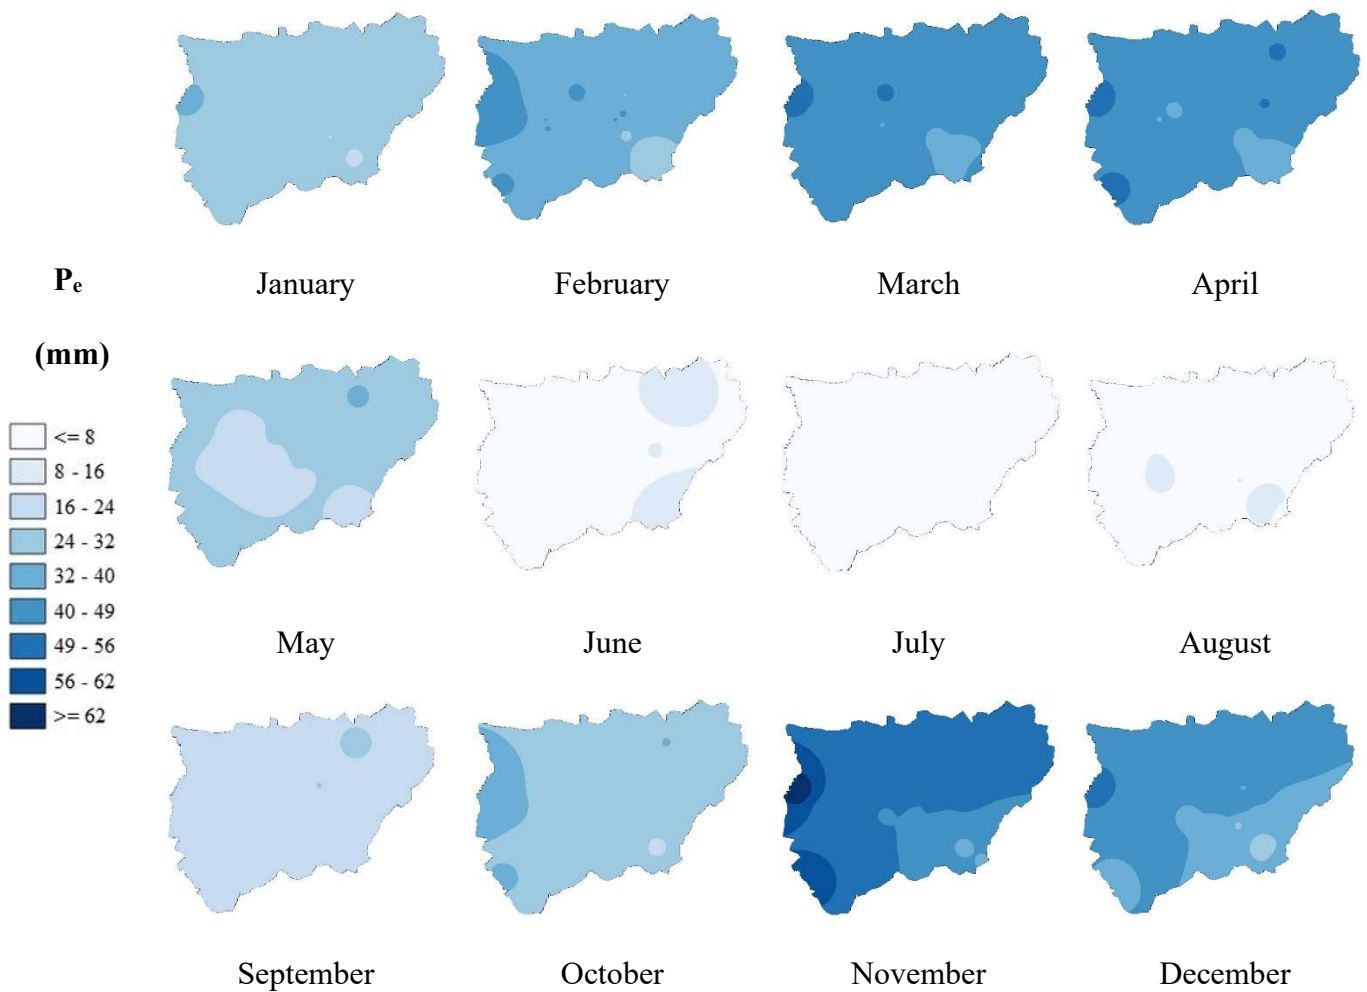 January
February
March
April
Pₑ
(mm)
May
June
July
August
<= 8
8 - 16
16 - 24
24 - 32
32 - 40
40 - 49
49 - 56
56 - 62
>= 62
September
October
November
December